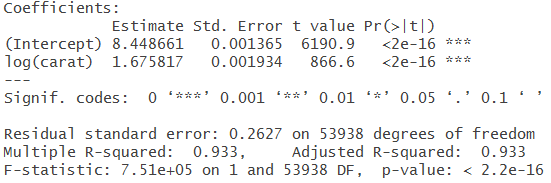 Coefficients:
             Estimate Std. Error t value Pr(>|t|)
(Intercept) 8.448661   0.001365  6190.9   <2e-16 ***
log(carat)  1.675817   0.001934   866.6   <2e-16 ***
---
Signif. codes:  0 ‘***’ 0.001 ‘**’ 0.01 ‘*’ 0.05 ‘.’ 0.1 ‘ ’
Residual standard error: 0.2627 on 53938 degrees of freedom
Multiple R-squared:  0.933,	Adjusted R-squared:  0.933
F-statistic: 7.51e+05 on 1 and 53938 DF,  p-value: < 2.2e-16